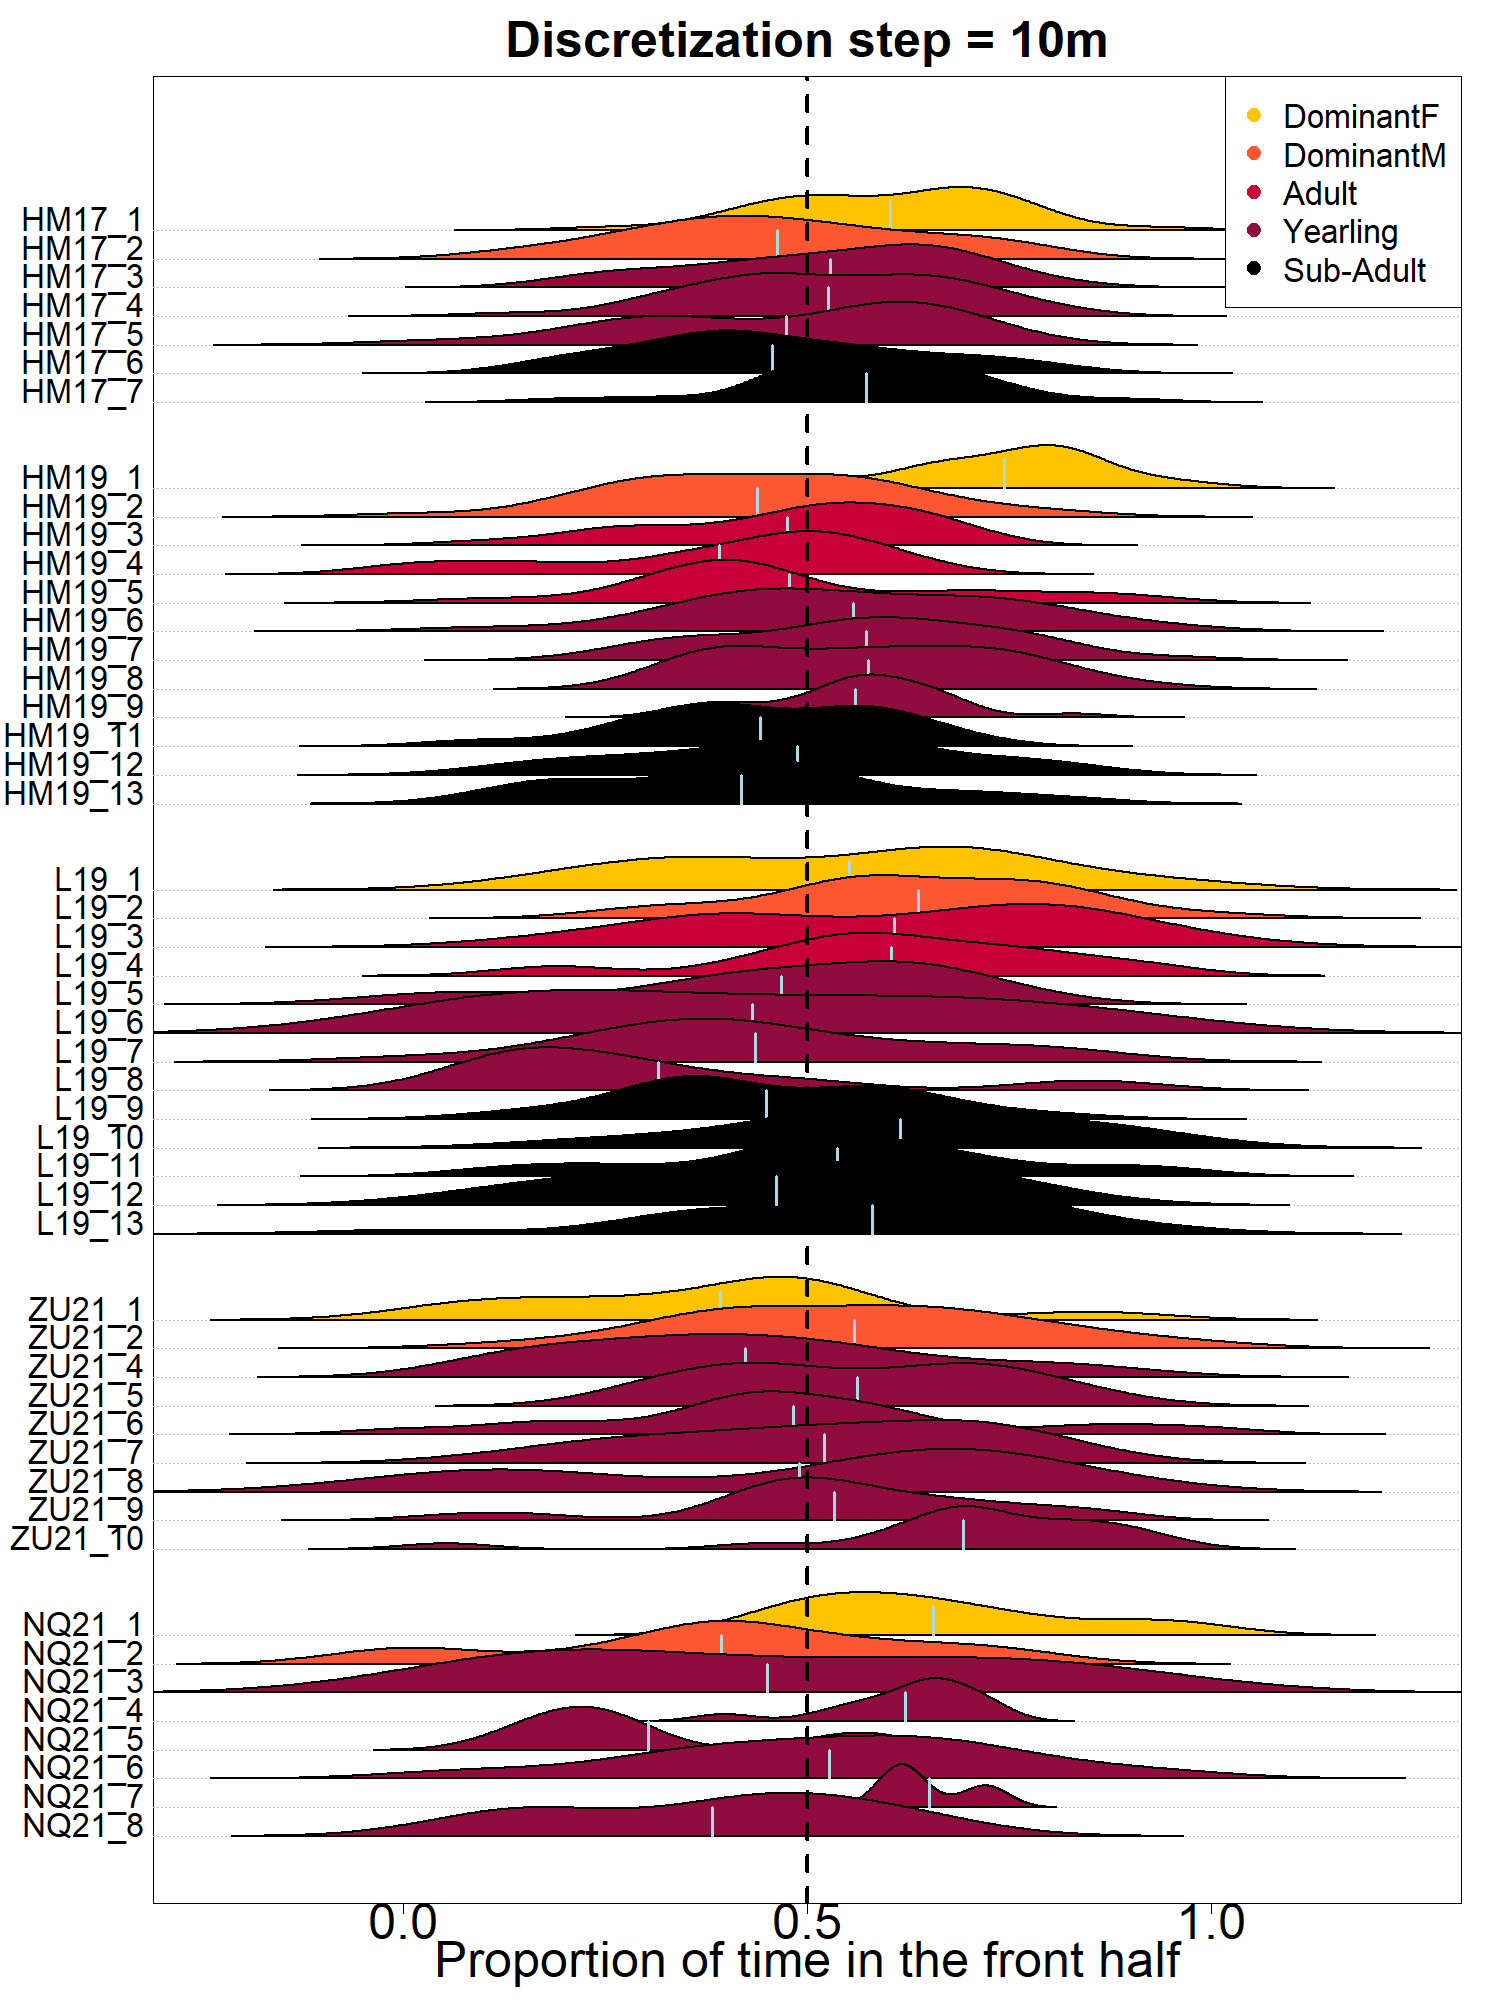 Discretization step = 10m
DominantF
DominantM
Adult
Yearling
Sub-Adult
HM17_1
HM17_2
HM17_3
HM17_4
HM17_5
HM17_6
HM17_7
HM19_1
HM19_2
HM19_3
HM19_4
HM19_5
HM19_6
HM19_7
HM19_8
HM19_9
HM19_11
HM19_12
HM19_13
L19_1
L19_2
L19_3
L19_4
L19_5
L19_6
L19_7
L19_8
L19_9
L19_10
L19_11
L19_12
L19_13
ZU21_1
ZU21_2
ZU21_4
ZU21_5
ZU21_6
ZU21_7
ZU21_8
ZU21_9
ZU21_10
NQ21_1
NQ21_2
NQ21_3
NQ21_4
NQ21_5
NQ21_6
NQ21_7
NQ21_8
0.0 0.5 1.0
Proportion of time in the front half